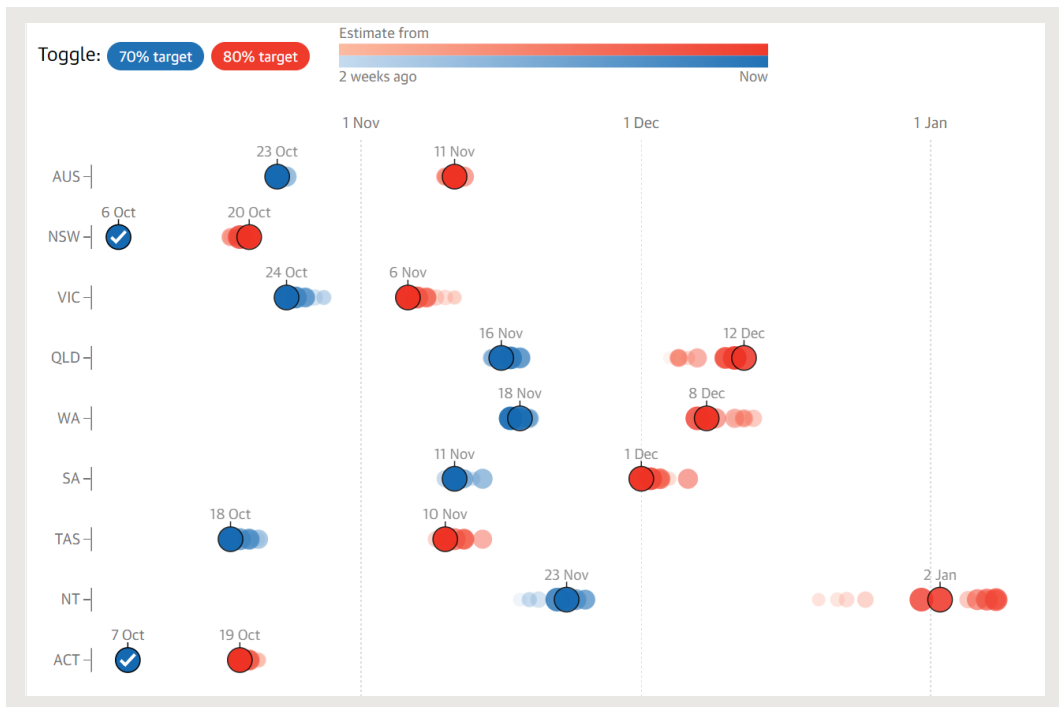 Toggle: 70% target 80% target
Estimate from
2 weeks ago Now
1 Nov 1 Dec 1 Jan
23 Oct 11 Nov
AUS
6 Oct 20 Oct
NSW
24 Oct 6 Nov
VIC
16 Nov 12 Dec
QLD
18 Nov 8 Dec
WA
11 Nov 1 Dec
SA
18 Oct 10 Nov
TAS
23 Nov 2 Jan
NT
7 Oct 19 Oct
ACT